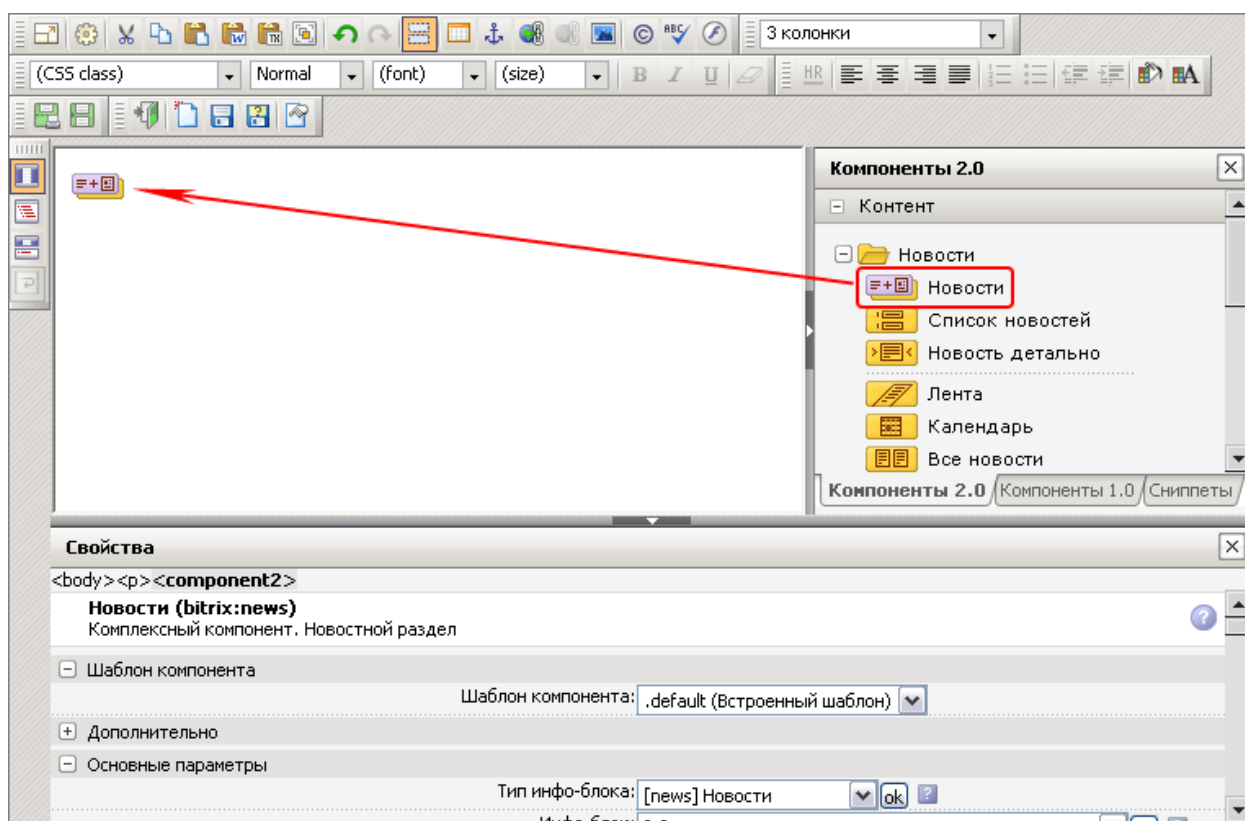 3 колонки
(CSS class) Normal (font) (size) B I U HR
Компоненты 2.0
Контент
Новости
Новости
Список новостей
Новость детально
Лента
Календарь
Все новости
Компоненты 2.0 Компоненты 1.0 Сниппеты
Свойства
<body><p><component2>
Новости (bitrix:news)
Комплексный компонент. Новостной раздел
Шаблон компонента
Шаблон компонента: .default (Встроенный шаблон)
Дополнительно
Основные параметры
Тип инфо-блока: [news] Новости ok